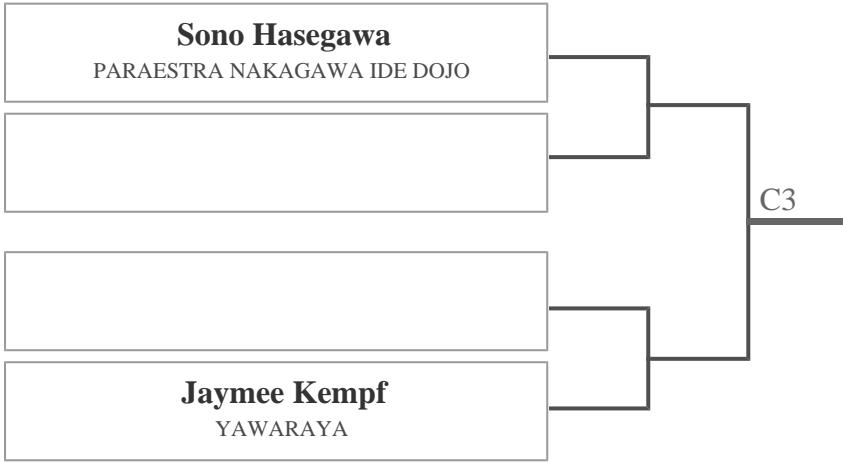 Sono Hasegawa
PARAESTRA NAKAGAWA IDE DOJO
C3
Jaymee Kempf
YAWARAYA